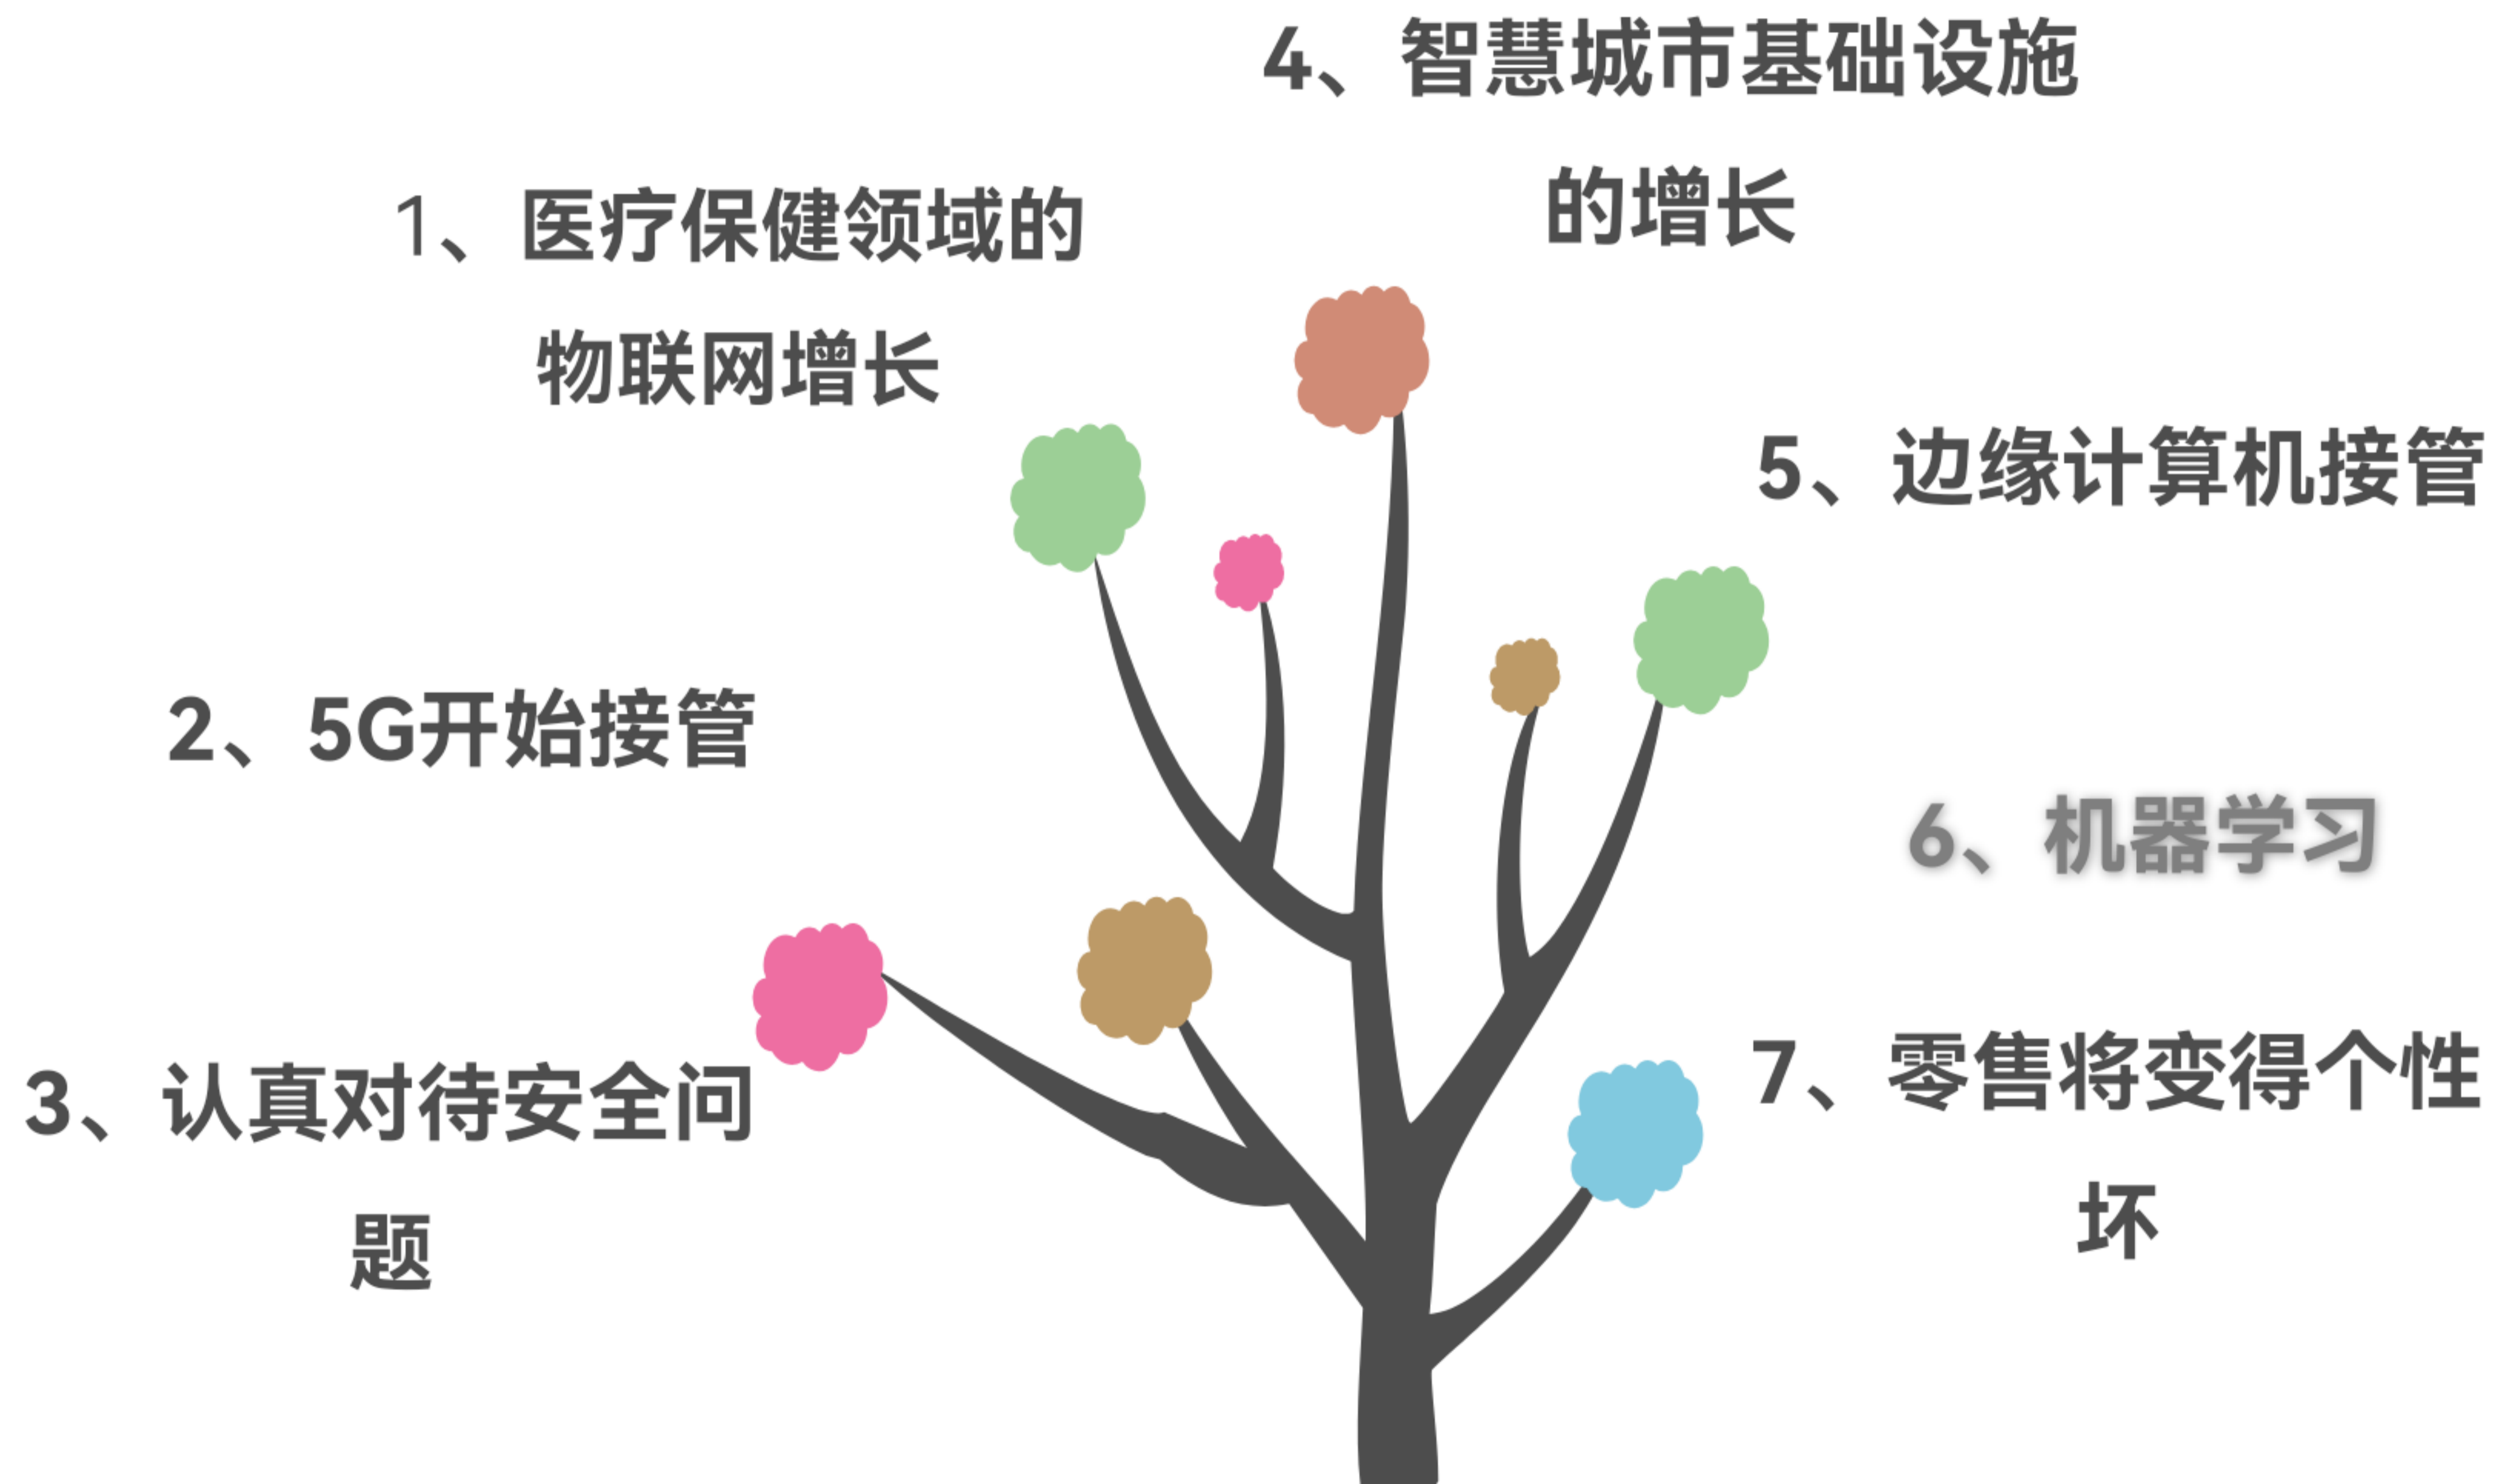 1、医疗保健领域的
物联网增长
2、5G开始接管
3、认真对待安全问
题
4、智慧城市基础设施
的增长
5、边缘计算机接管
6、机器学习
7、零售将变得个性
坏